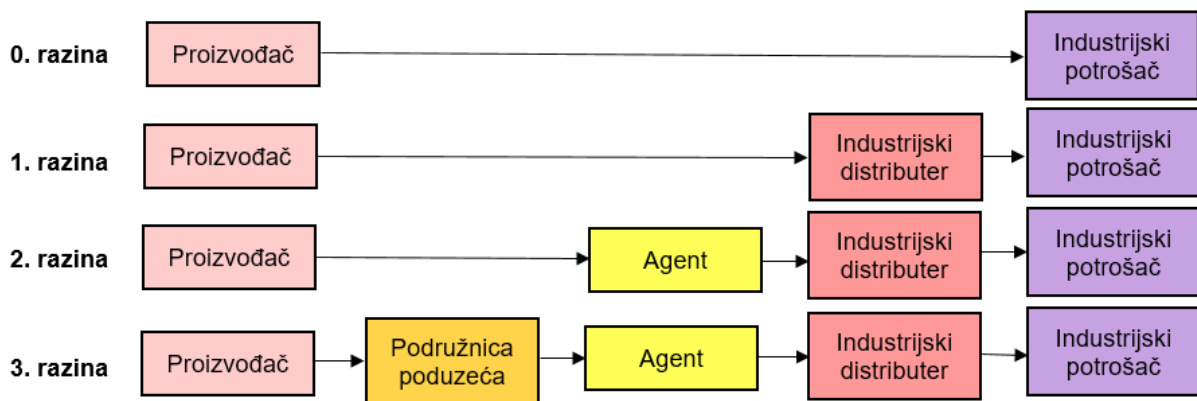 0. razina
Proizvođač
Industrijski
potrošač
1. razina
Proizvođač
Industrijski
distributer
Industrijski
potrošač
2. razina
Proizvođač
Agent
Industrijski
distributer
Industrijski
potrošač
3. razina
Proizvođač
Podružnica
poduzeća
Agent
Industrijski
distributer
Industrijski
potrošač